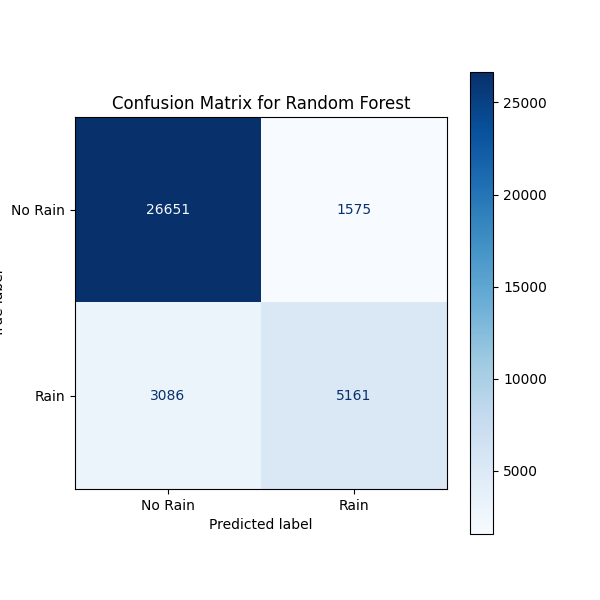 Confusion Matrix for Random Forest
No Rain
26651
1575
Rain
3086
5161
No Rain
Rain
Predicted label
25000
20000
15000
10000
5000